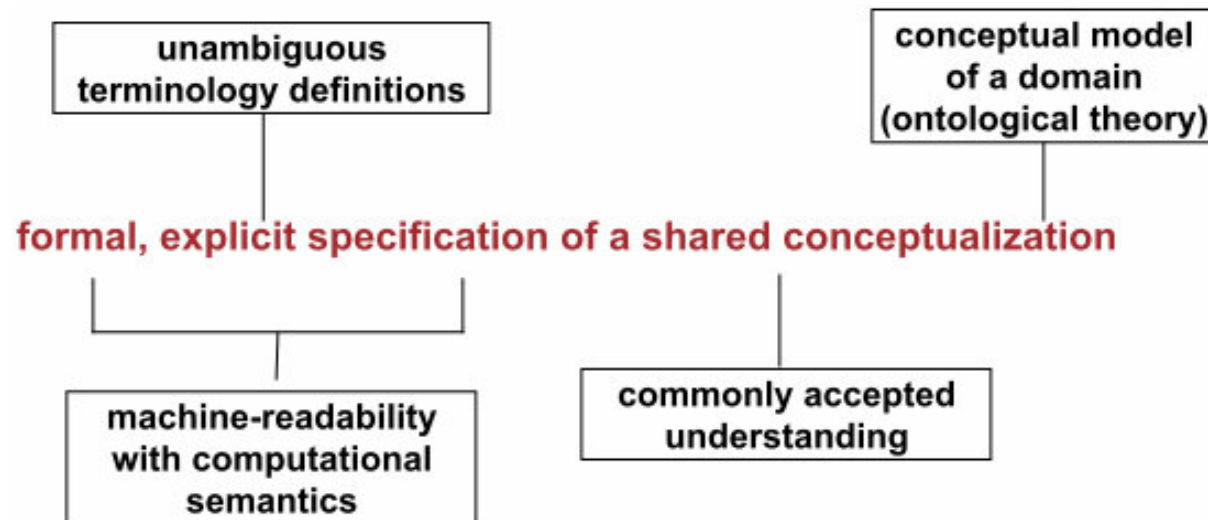 unambiguous
terminology definitions
conceptual model
of a domain
(ontological theory)
formal, explicit specification of a shared conceptualization
machine-readability
with computational
semantics
commonly accepted
understanding